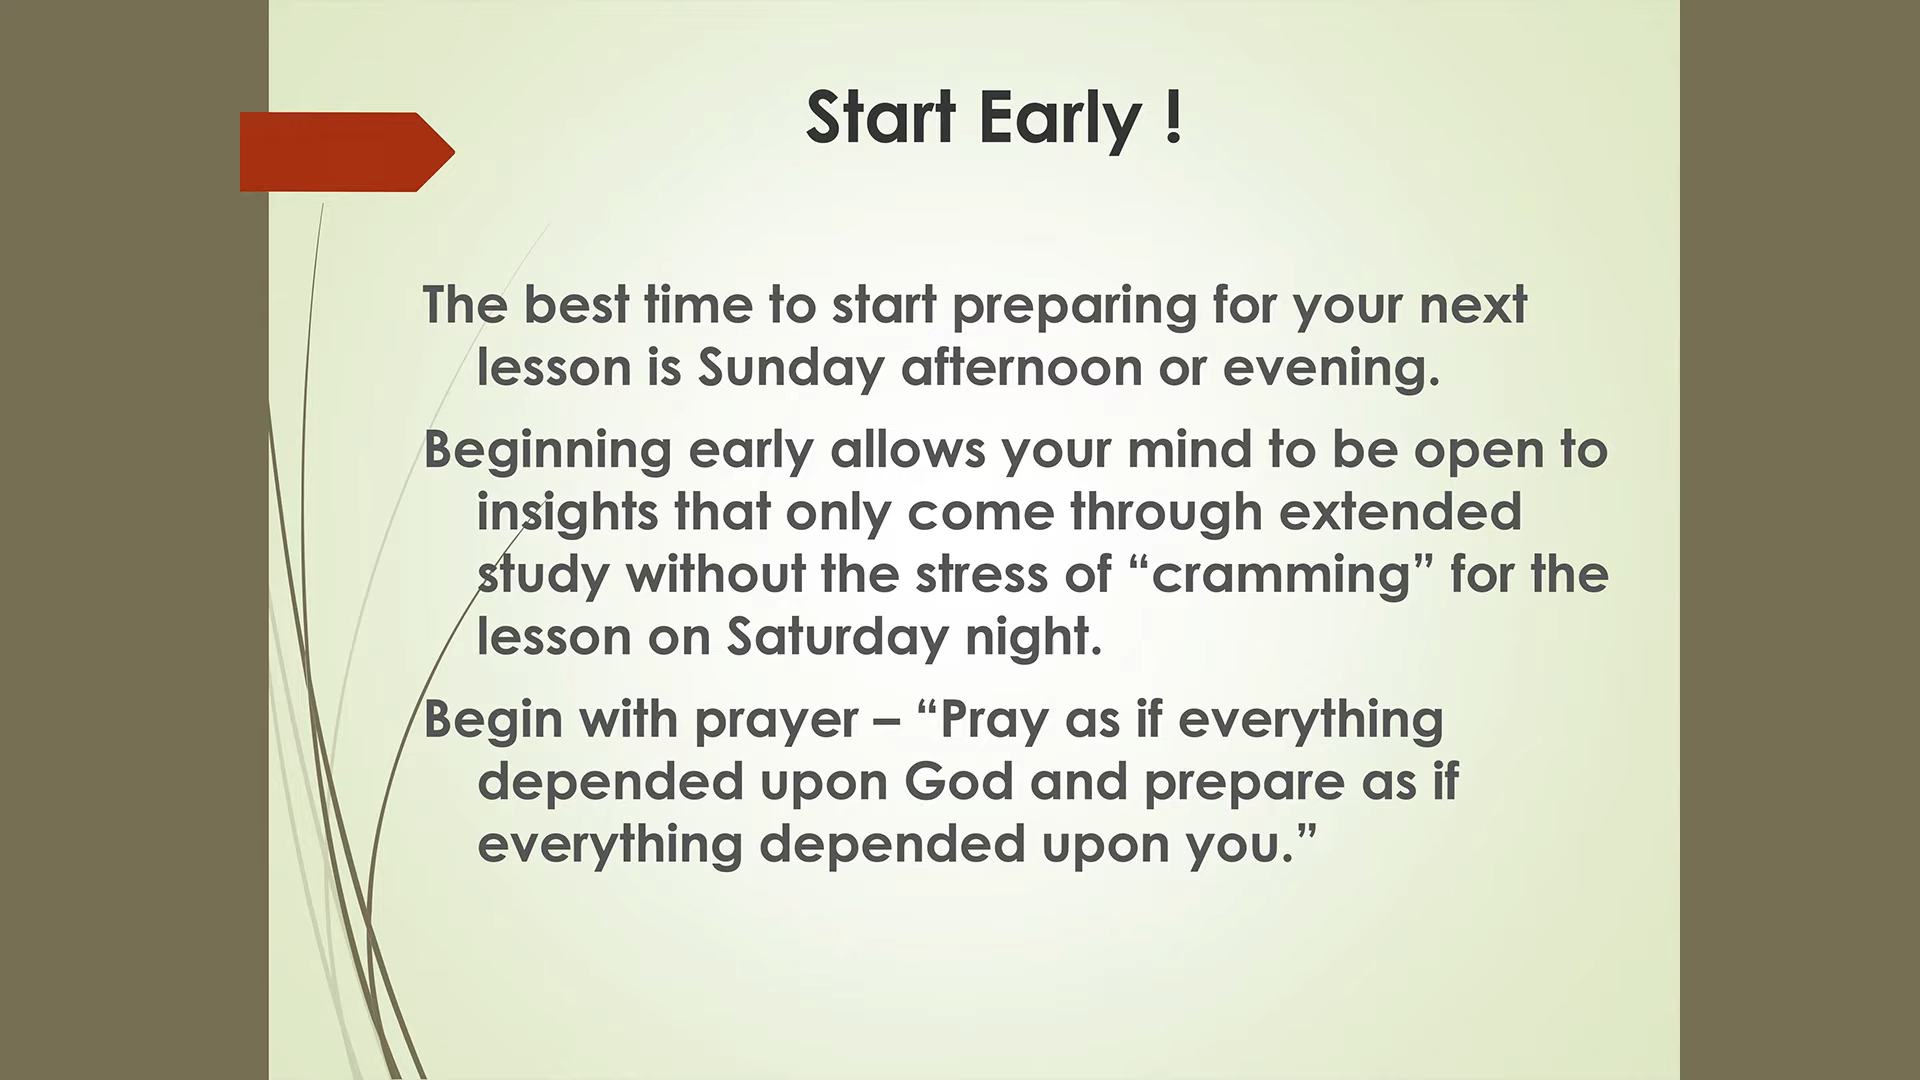 Start Early !
The best time to start preparing for your next
lesson is Sunday afternoon or evening.
Beginning early allows your mind to be open to
insights that only come through extended
study without the stress of “cramming” for the
lesson on Saturday night.
Begin with prayer – “Pray as if everything
depended upon God and prepare as if
everything depended upon you.”